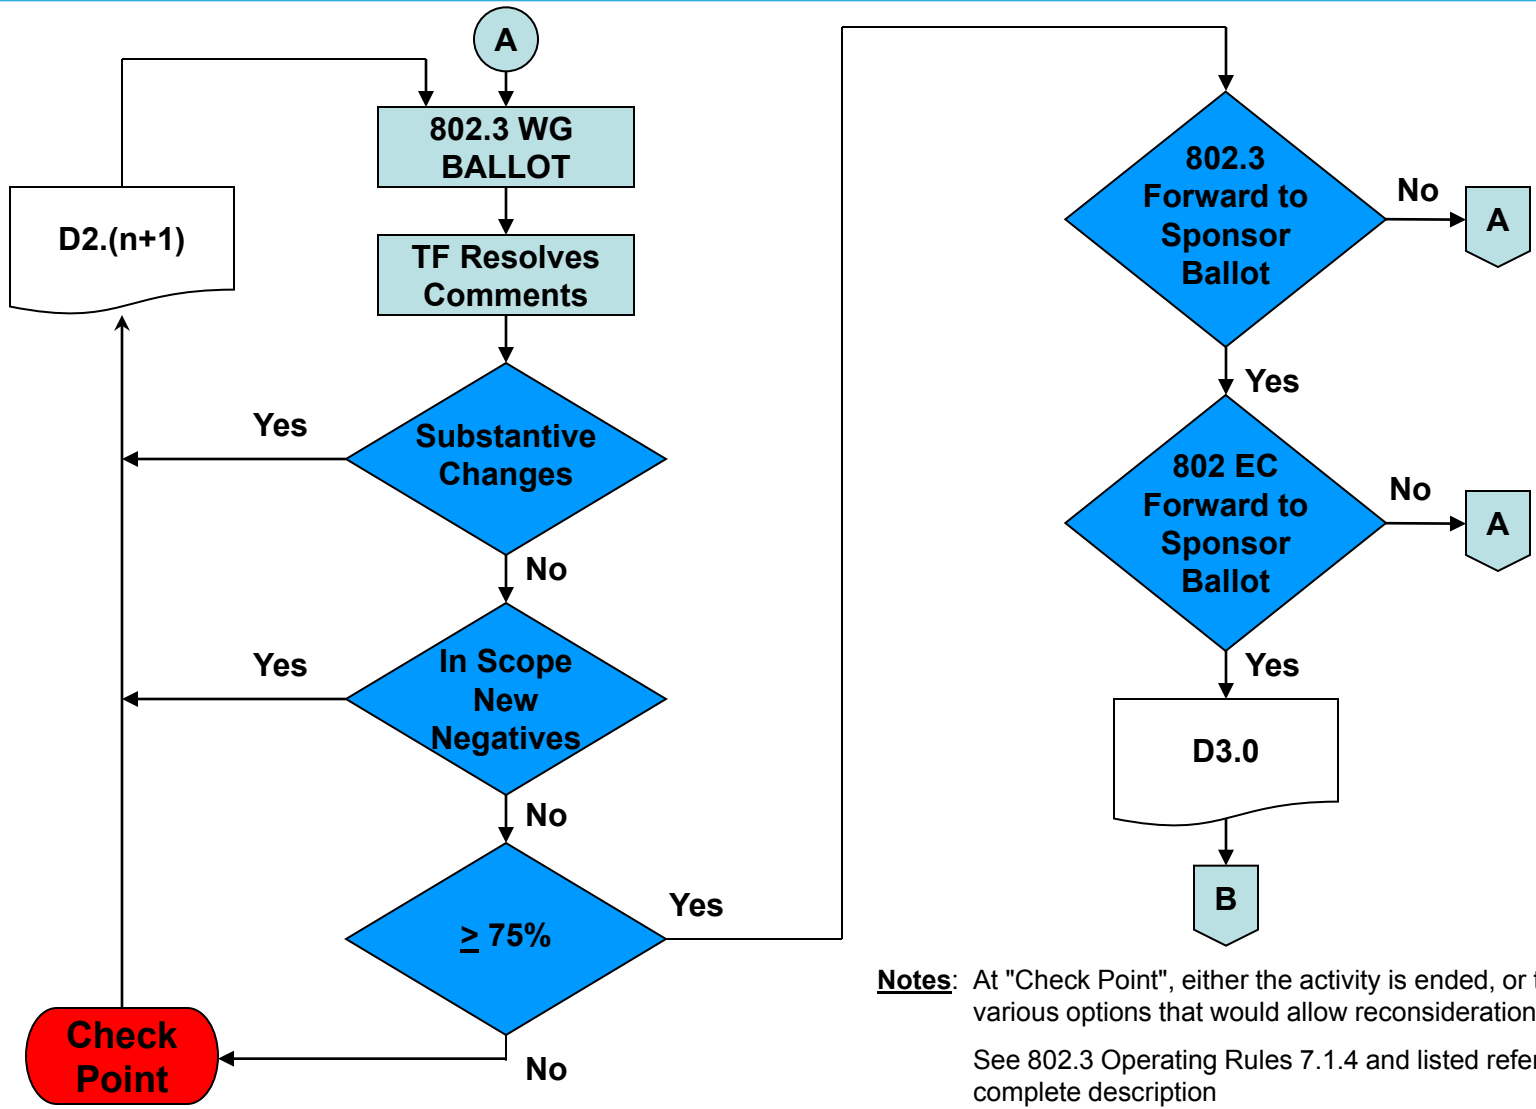 A
802.3 WG
BALLOT
D2.(n+1)
TF Resolves
Comments
Substantive
Changes
Yes
No
In Scope
New
Negatives
Yes
No
≥ 75%
Yes
No
Check
Point
802.3
Forward to
Sponsor
Ballot
No
A
Yes
802 EC
Forward to
Sponsor
Ballot
No
A
Yes
D3.0
B
Notes: At "Check Point", either the activity is ended, or
various options that would allow reconsideration
See 802.3 Operating Rules 7.1.4 and listed
complete description